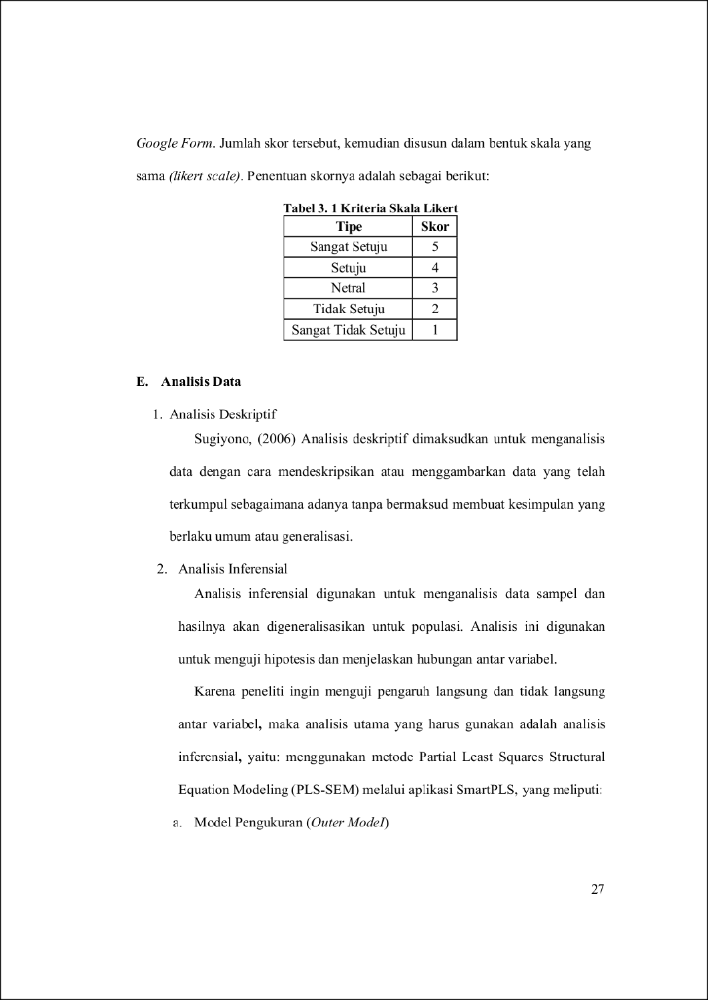 Google Form. Jumlah skor tersebut, kemudian disusun dalam bentuk skala yang
sama (likert scale). Penentuan skornya adalah sebagai berikut:
Tabel 3. 1 Kriteria Skala Likert
Tipe Skor
Sangat Setuju 5
Setuju 4
Netral 3
Tidak Setuju 2
Sangat Tidak Setuju 1
E. Analisis Data
1. Analisis Deskriptif
Sugiyono, (2006) Analisis deskriptif dimaksudkan untuk menganalisis
data dengan cara mendeskripsikan atau menggambarkan data yang telah
terkumpul sebagaimana adanya tanpa bermaksud membuat kesimpulan yang
berlaku umum atau generalisasi.
2. Analisis Inferensial
Analisis inferensial digunakan untuk menganalisis data sampel dan
hasilnya akan digeneralisasikan untuk populasi. Analisis ini digunakan
untuk menguji hipotesis dan menjelaskan hubungan antar variabel.
Karena peneliti ingin menguji pengaruh langsung dan tidak langsung
antar variabel, maka analisis utama yang harus gunakan adalah analisis
inferensial, yaitu: menggunakan metode Partial Least Squares Structural
Equation Modeling (PLS-SEM) melalui aplikasi SmartPLS, yang meliputi:
a. Model Pengukuran (Outer Model)
27